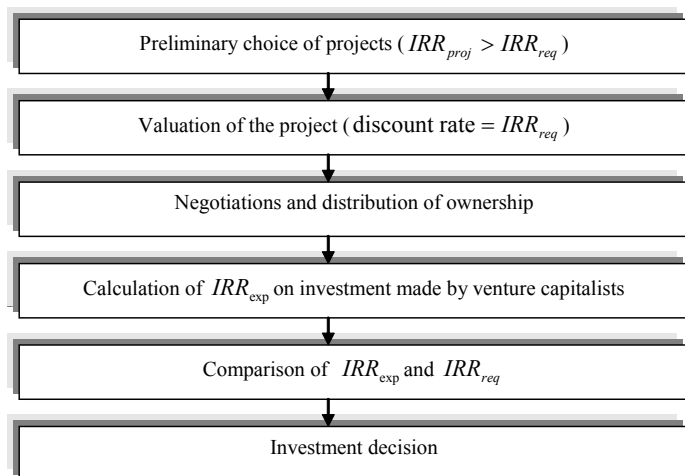 Preliminary choice of projects ( IRR_proj > IRR_req )
Valuation of the project ( discount rate = IRR_req )
Negotiations and distribution of ownership
Calculation of IRR_exp on investment made by venture capitalists
Comparison of IRR_exp and IRR_req
Investment decision